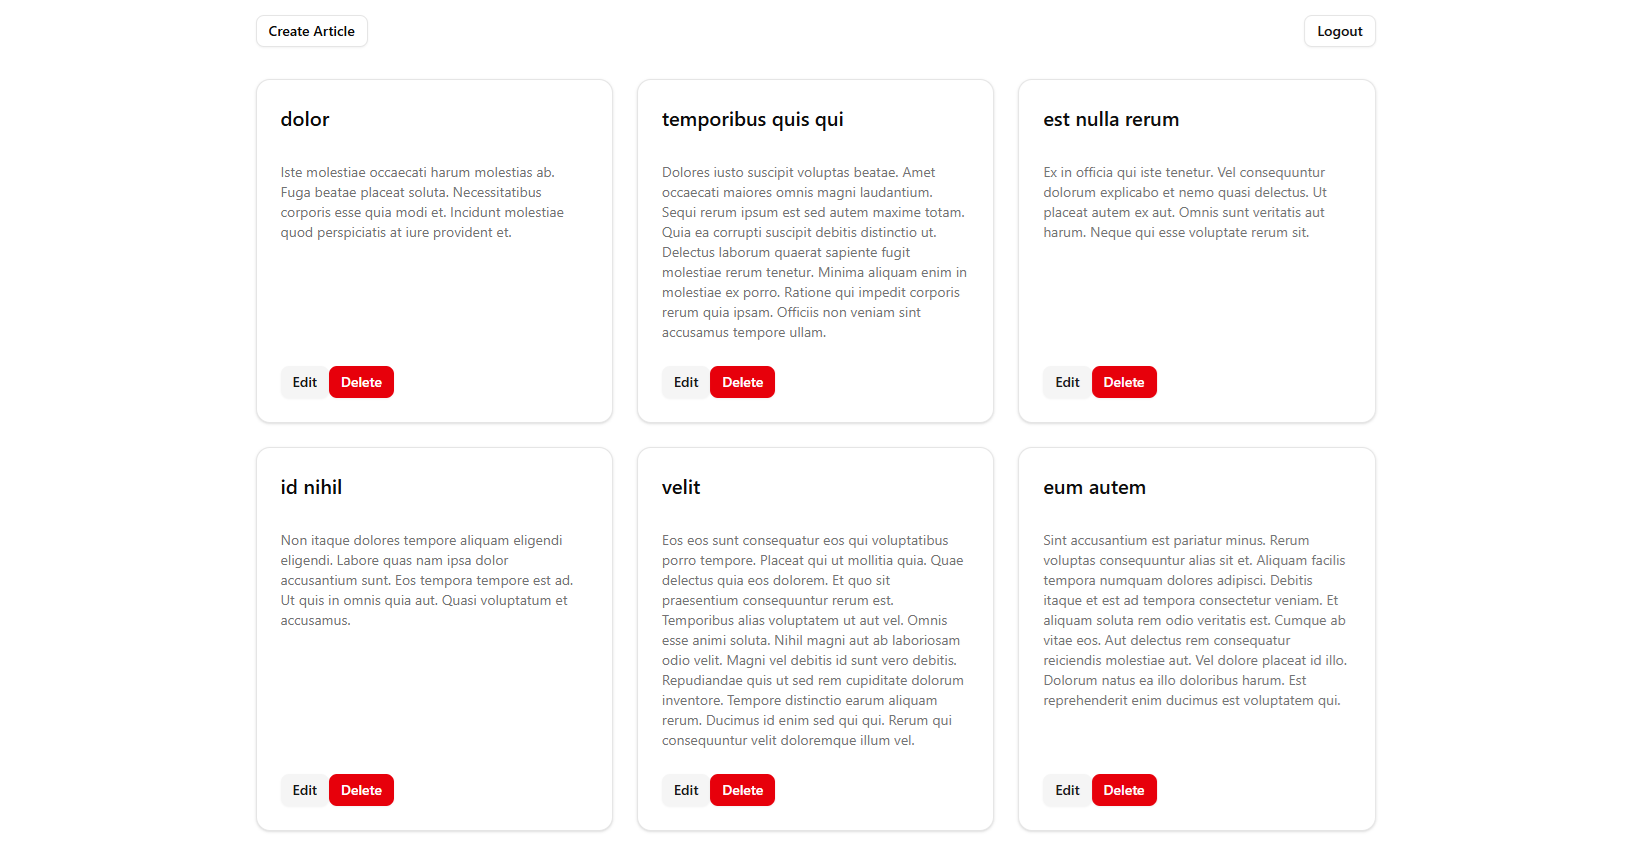 Create Article
Logout
dolor
Iste molestiae occaecati harum molestias ab.
Fuga beatae placeat soluta. Necessitatibus
corporis esse quia modi et. Incidunt molestiae
quod perspiciatis at iure provident et.
Edit
Delete
temporibus quis qui
Dolores iusto suscipit voluptas beatae. Amet
occaecati maiores omnis magni laudantium.
Sequi rerum ipsum est sed autem maxime totam.
Quia ea corrupti suscipit debitis distinctio ut.
Delectus laborum quaerat sapiente fugit
molestiae rerum tenetur. Minima aliquam enim in
molestiae ex porro. Ratione qui impedit corporis
rerum quia ipsam. Officiis non veniam sint
accusamus tempore ullam.
Edit
Delete
est nulla rerum
Ex in officia qui iste tenetur. Vel consequuntur
dolorum explicabo et nemo quasi delectus. Ut
placeat autem ex aut. Omnis sunt veritatis aut
harum. Neque qui esse voluptate rerum sit.
Edit
Delete
id nihil
Non itaque dolores tempore aliquam eligendi
eligendi. Labore quas nam ipsa dolor
accusantium sunt. Eos tempora tempore est ad.
Ut quis in omnis quia aut. Quasi voluptatum et
accusamus.
Edit
Delete
velit
Eos eos sunt consequatur eos qui voluptatibus
porro tempore. Placeat qui ut mollitia quia. Quae
delectus quia eos dolorem. Et quo sit
praesentium consequuntur rerum est.
Temporibus alias voluptatem ut aut vel. Omnis
esse animi soluta. Nihil magni aut ab laboriosam
odio velit. Magni vel debitis id sunt vero debitis.
Repudiandae quis ut sed rem cupiditate dolorum
inventore. Tempore distinctio earum aliquam
rerum. Ducimus id enim sed qui qui. Rerum qui
consequuntur velit doloremque illum vel.
Edit
Delete
eum autem
Sint accusantium est pariatur minus. Rerum
voluptas consequuntur alias sit et. Aliquam facilis
tempora numquam dolores adipisci. Debitis
itaque et est ad tempora consectetur veniam. Et
aliquam soluta rem odio veritatis est. Cumque ab
vitae eos. Aut delectus rem consequatur
reiciendis molestiae aut. Vel dolore placeat id illo.
Dolorum natus ea illo doloribus harum. Est
reprehenderit enim ducimus est voluptatem qui.
Edit
Delete